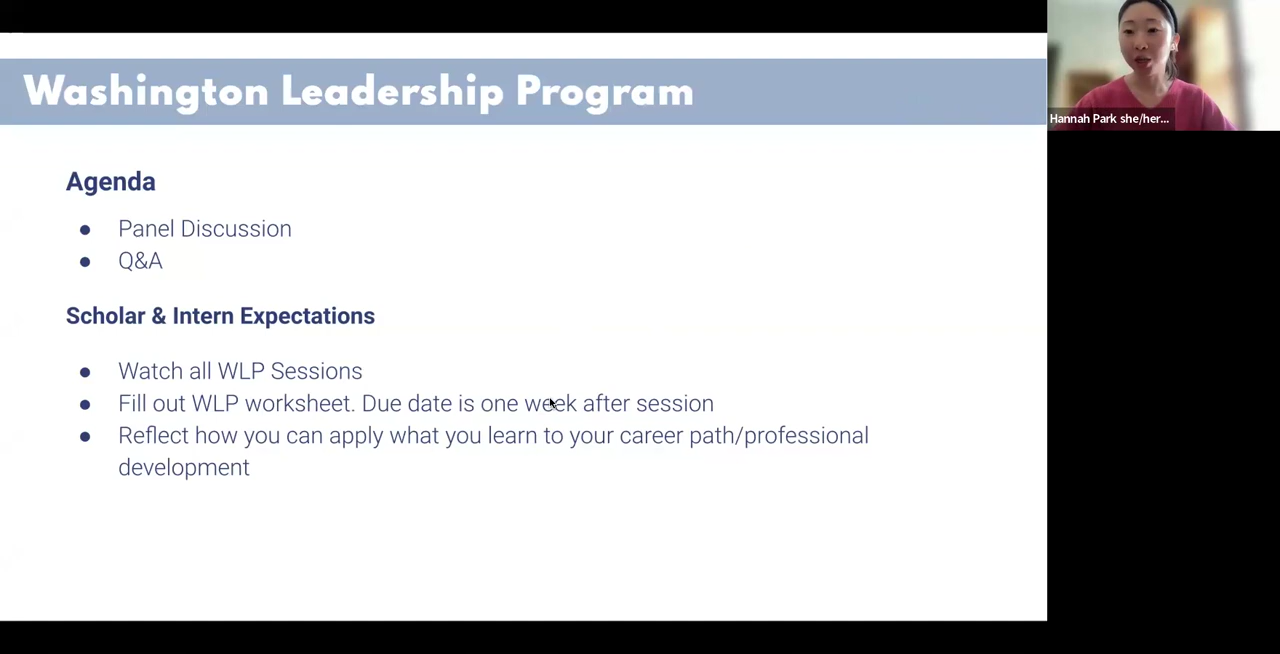 Washington Leadership Program
Hannah Park she/her...
Agenda
● Panel Discussion
● Q&A
Scholar & Intern Expectations
● Watch all WLP Sessions
● Fill out WLP worksheet. Due date is one week after session
● Reflect how you can apply what you learn to your career path/professional
development